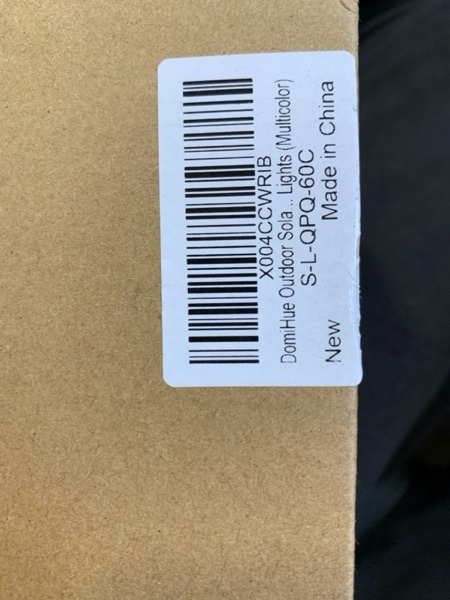 X004CCWRIB
DomiHue Outdoor Sola... Lights (Multicolor)
S-L-QPQ-60C
New Made in China